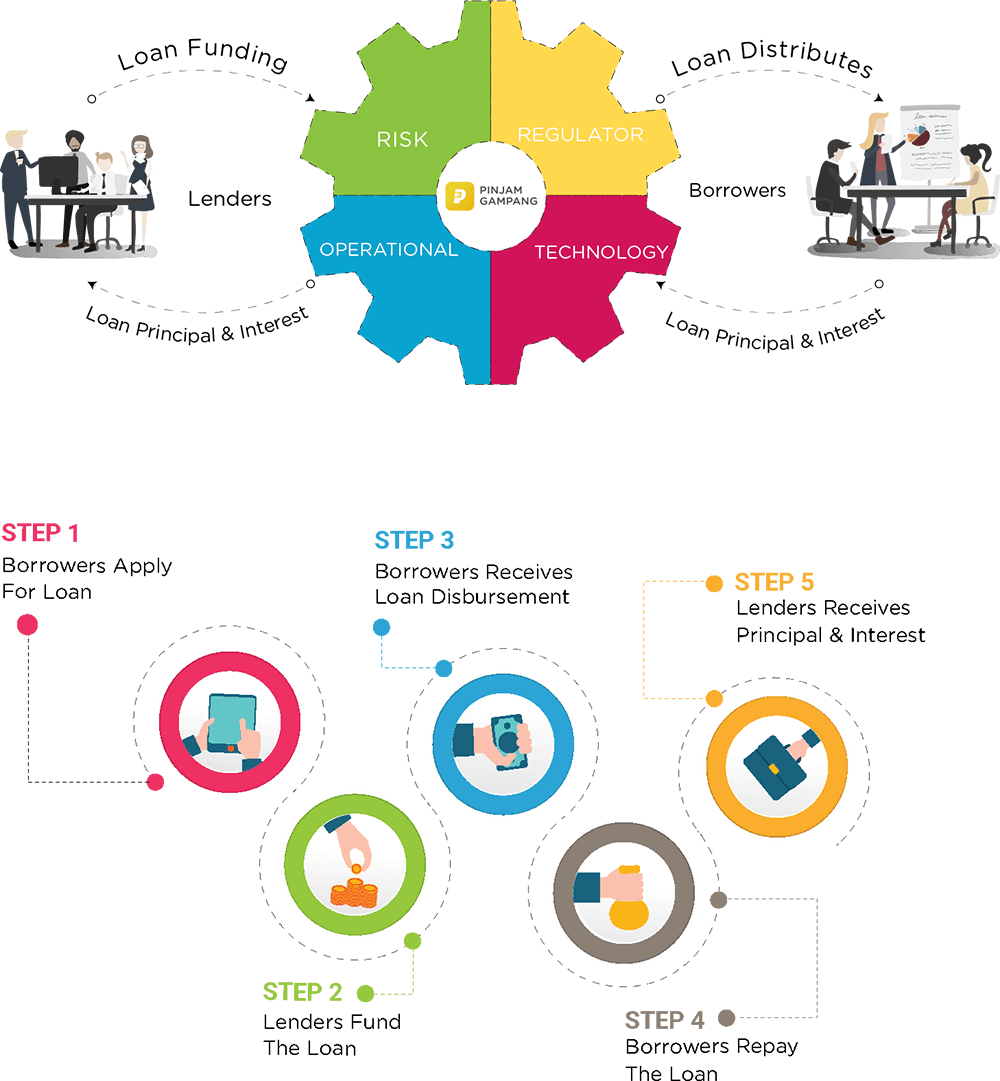 Loan Funding
Loan Distributes
RISK
REGULATOR
Lenders
PINJAM
GAMPANG
Borrowers
OPERATIONAL
TECHNOLOGY
Loan Principal & Interest
Loan Principal & Interest
STEP 1
Borrowers Apply
For Loan
STEP 2
Lenders Fund
The Loan
STEP 3
Borrowers Receives
Loan Disbursement
STEP 4
Borrowers Repay
The Loan
STEP 5
Lenders Receives
Principal & Interest